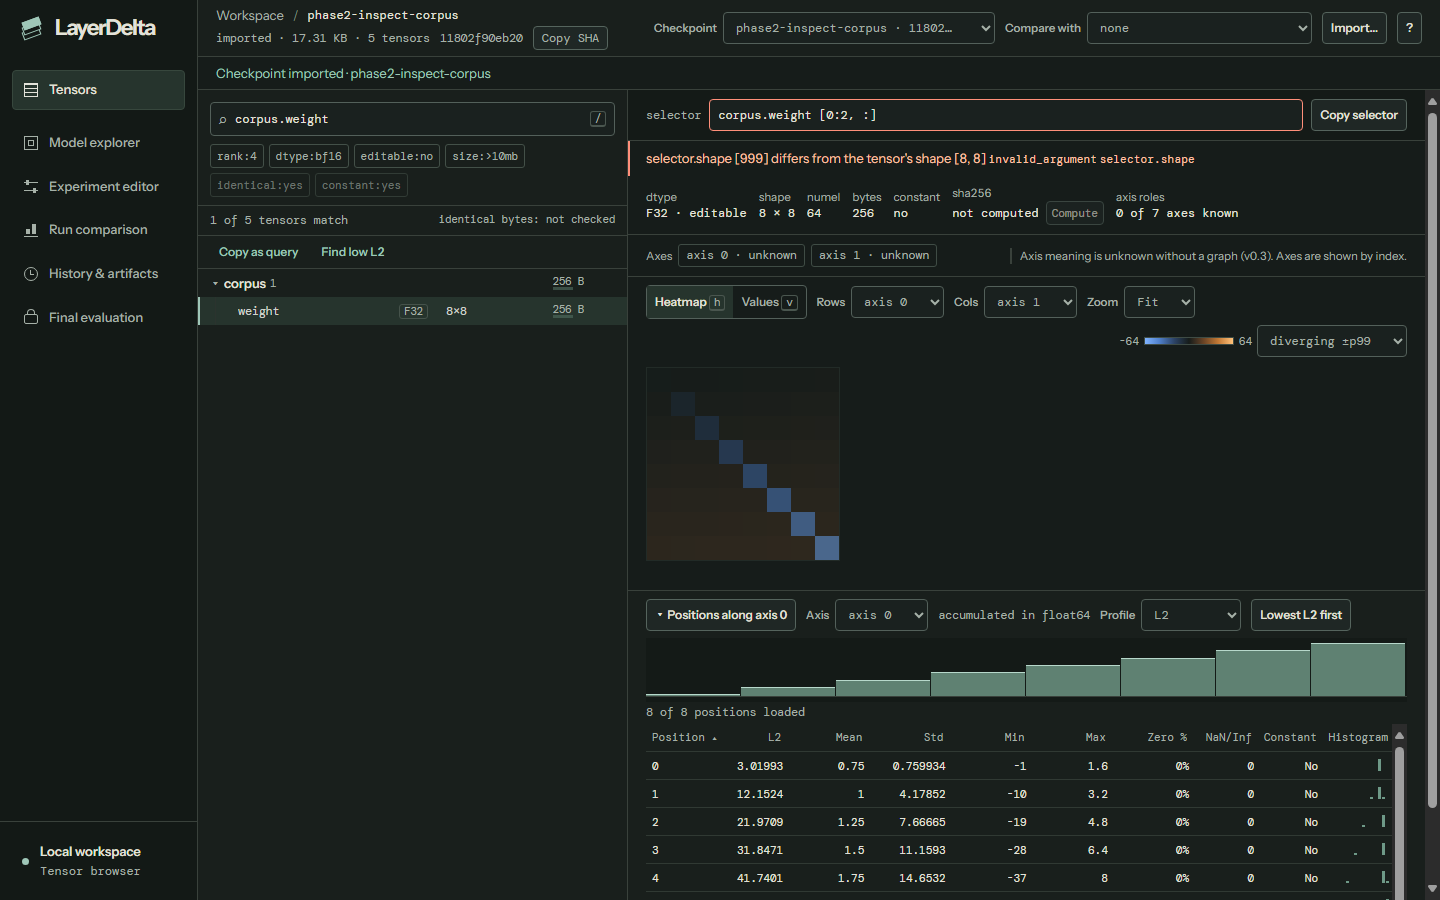 LayerDelta
Workspace / phase2-inspect-corpus
imported · 17.31 KB · 5 tensors 11802f90eb20 Copy SHA
Checkpoint phase2-inspect-corpus · 11802… Compare with none Import… ?
Checkpoint imported · phase2-inspect-corpus
Tensors
Model explorer
Experiment editor
Run comparison
History & artifacts
Final evaluation
Local workspace
Tensor browser
corpus.weight /
rank:4 dtype:bf16 editable:no size:>10mb
identical:yes constant:yes
1 of 5 tensors match identical bytes: not checked
Copy as query Find low L2
corpus 1 256 B
weight F32 8×8 256 B
selector corpus.weight [0:2, :] Copy selector
selector.shape [999] differs from the tensor's shape [8, 8] invalid_argument selector.shape
dtype shape numel bytes constant sha256 axis roles
F32 · editable 8 × 8 64 256 no not computed Compute 0 of 7 axes known
Axes axis 0 · unknown axis 1 · unknown Axis meaning is unknown without a graph (v0.3). Axes are shown by index.
Heatmap h Values v Rows axis 0 Cols axis 1 Zoom Fit
-64 64 diverging ±p99
Positions along axis 0 Axis axis 0 accumulated in float64 Profile L2 Lowest L2 first
8 of 8 positions loaded
Position L2 Mean Std Min Max Zero % NaN/Inf Constant Histogram
0 3.01993 0.75 0.759934 -1 1.6 0% 0 No
1 12.1524 1 4.17852 -10 3.2 0% 0 No
2 21.9709 1.25 7.66665 -19 4.8 0% 0 No
3 31.8471 1.5 11.1593 -28 6.4 0% 0 No
4 41.7401 1.75 14.6532 -37 8 0% 0 No